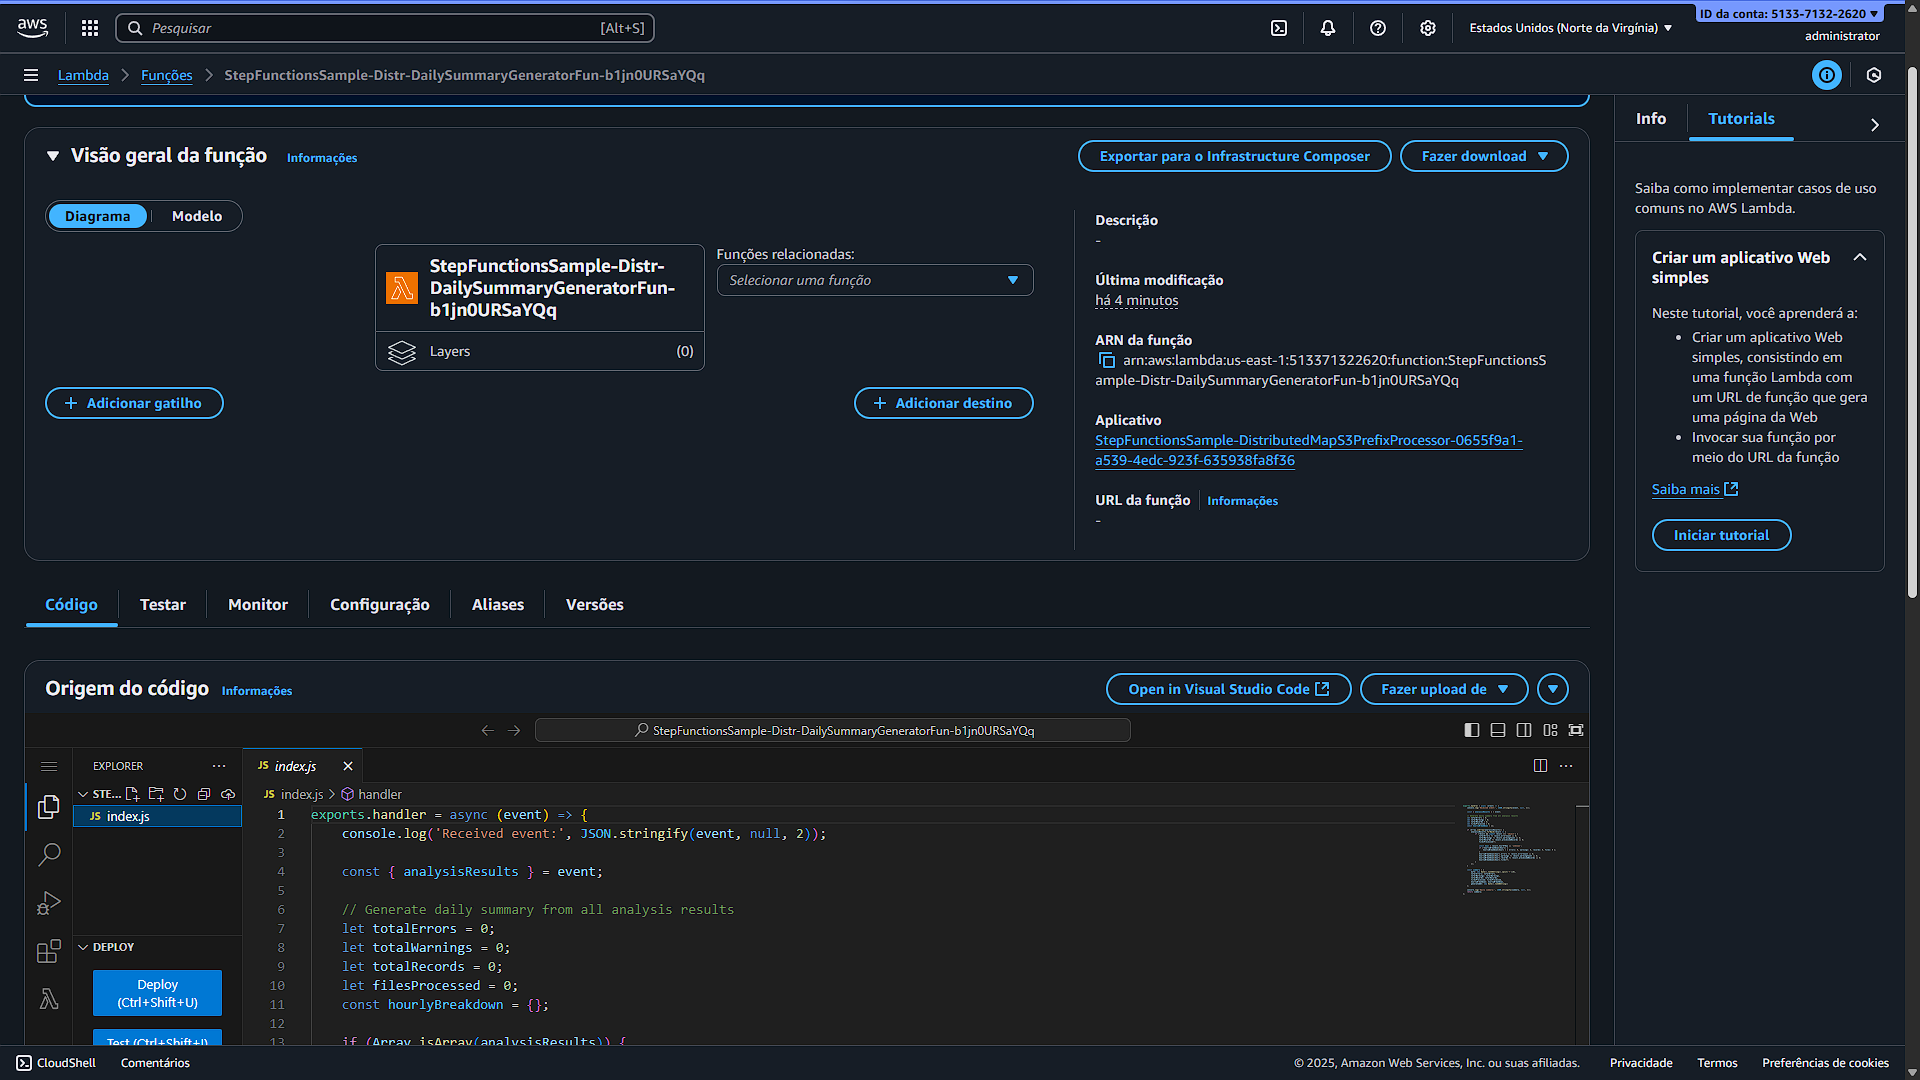 aws
Pesquisar [Alt+S]
Estados Unidos (Norte da Virgínia)
ID da conta: 5133-7132-2620
administrator
Lambda Funções StepFunctionsSample-Distr-DailySummaryGeneratorFun-b1jn0URSaYQq
Visão geral da função Informações
Exportar para o Infrastructure Composer
Fazer download
Diagrama Modelo
StepFunctionsSample-Distr-
DailySummaryGeneratorFun-
b1jn0URSaYQq
Layers (0)
Funções relacionadas:
Selecionar uma função
+ Adicionar gatilho
+ Adicionar destino
Descrição
-
Última modificação
há 4 minutos
ARN da função
arn:aws:lambda:us-east-1:513371322620:function:StepFunctionsS
ample-Distr-DailySummaryGeneratorFun-b1jn0URSaYQq
Aplicativo
StepFunctionsSample-DistributedMapS3PrefixProcessor-0655f9a1-
a539-4edc-923f-635938fa8f36
URL da função Informações
-
Info Tutorials
Saiba como implementar casos de uso
comuns no AWS Lambda.
Criar um aplicativo Web
simples
Neste tutorial, você aprenderá a:
• Criar um aplicativo Web
simples, consistindo em
uma função Lambda com
um URL de função que gera
uma página da Web
• Invocar sua função por
meio do URL da função
Saiba mais
Iniciar tutorial
Código Testar Monitor Configuração Aliases Versões
Origem do código Informações
Open in Visual Studio Code
Fazer upload de
StepFunctionsSample-Distr-DailySummaryGeneratorFun-b1jn0URSaYQq
EXPLORER ...
STE...
JS index.js
DEPLOY
Deploy
(Ctrl+Shift+U)
Test (Ctrl+Shift+I)
JS index.js
JS index.js > handler
1 exports.handler = async (event) => {
2 console.log('Received event:', JSON.stringify(event, null, 2));
3
4 const { analysisResults } = event;
5
6 // Generate daily summary from all analysis results
7 let totalErrors = 0;
8 let totalWarnings = 0;
9 let totalRecords = 0;
10 let filesProcessed = 0;
11 const hourlyBreakdown = {};
12
13 if (Array.isArray(analysisResults)) {
CloudShell Comentários
© 2025, Amazon Web Services, Inc. ou suas afiliadas. Privacidade Termos Preferências de cookies